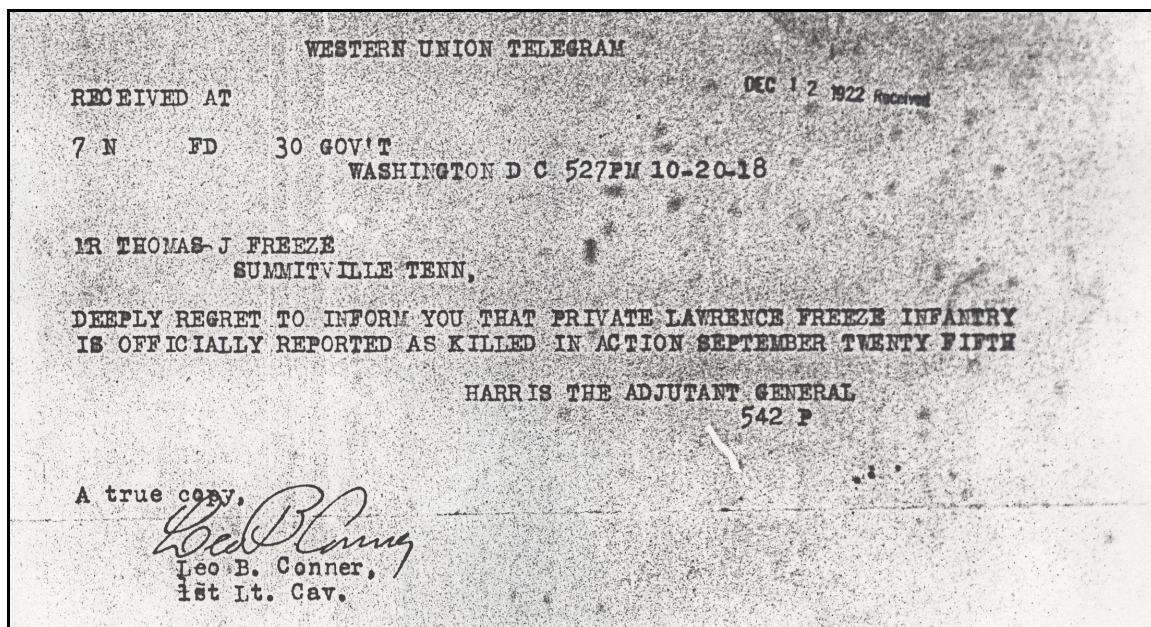 WESTERN UNION TELEGRAM
DEC 12 1922 Received
RECEIVED AT
7 N FD 30 GOV'T
WASHINGTON D C 527PM 10-20-18
MR THOMAS J FREEZE
SUMMITVILLE TENN,
DEEPLY REGRET TO INFORM YOU THAT PRIVATE LAWRENCE FREEZE INFANTRY
IS OFFICIALLY REPORTED AS KILLED IN ACTION SEPTEMBER TWENTY FIFTH
HARRIS THE ADJUTANT GENERAL
542 P
A true copy,
Leo B Conner
Leo B. Conner,
1st Lt. Cav.